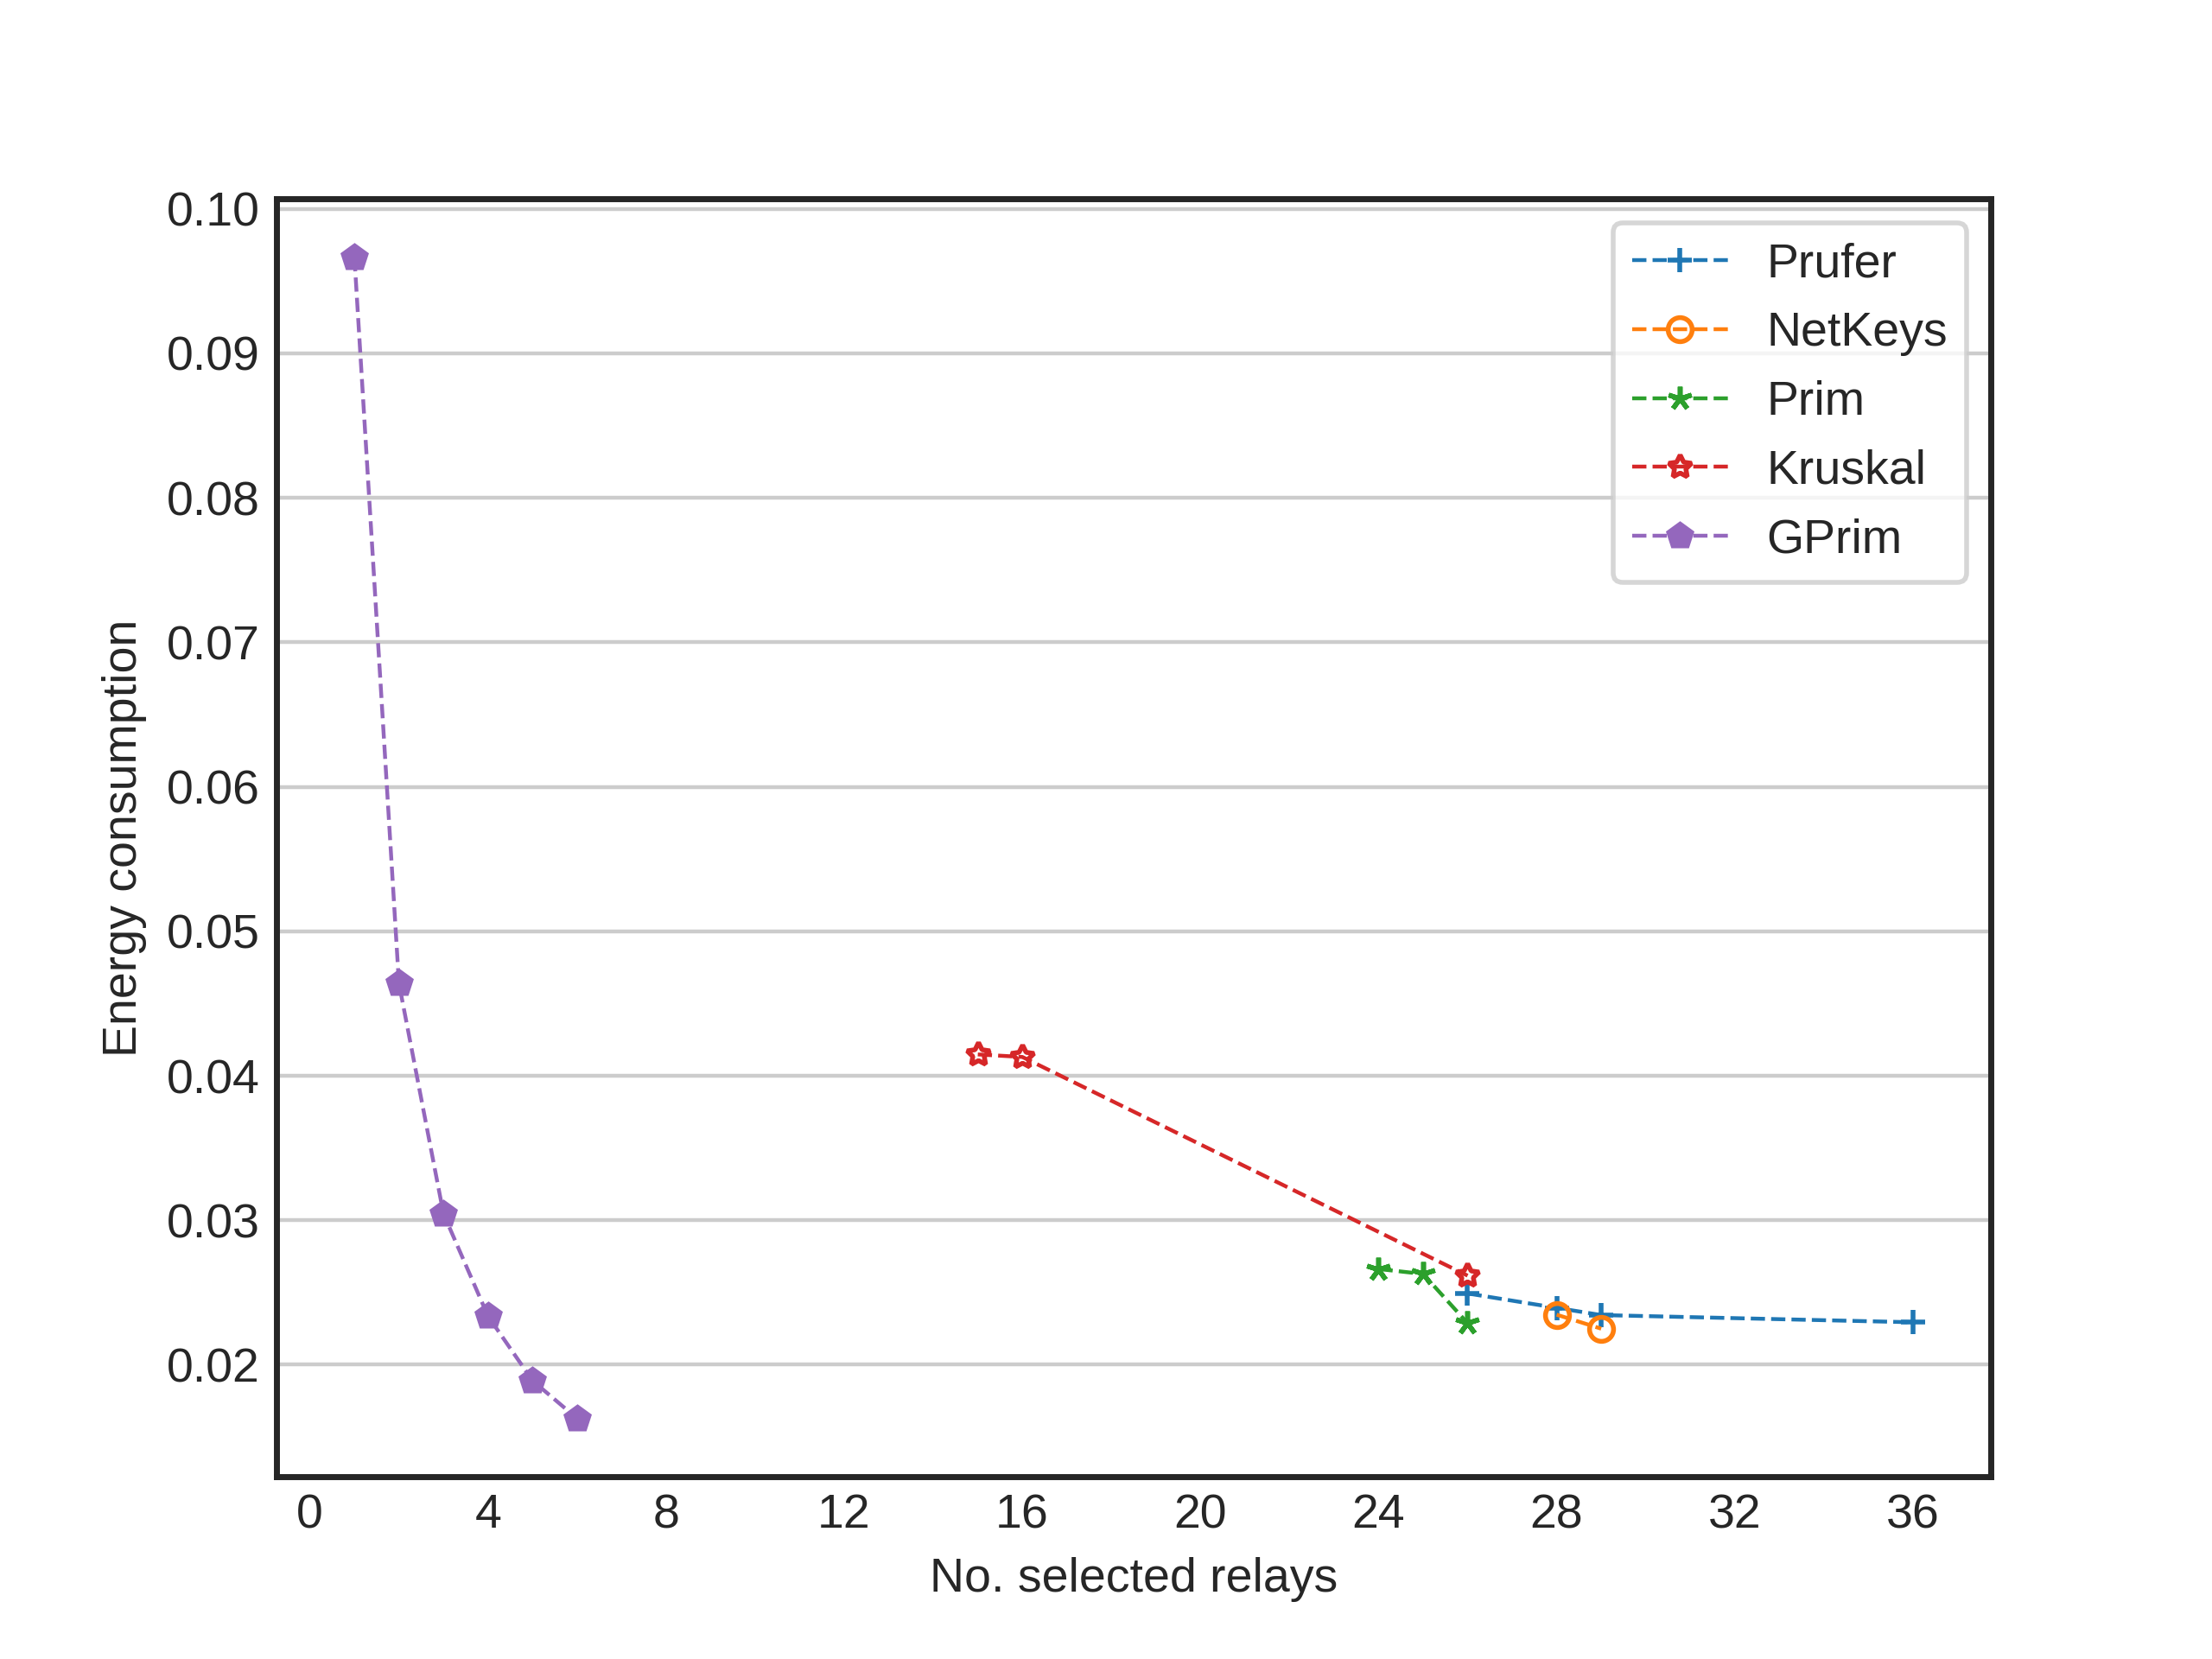 0.10
0.09
0.08
0.07
0.06
0.05
0.04
0.03
0.02
Energy consumption
0 4 8 12 16 20 24 28 32 36
No. selected relays
Prufer
NetKeys
Prim
Kruskal
GPrim